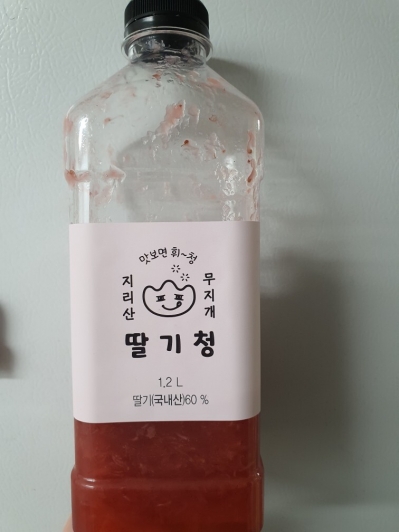 맛보면 휘~청
지리산
무지개
딸기청
1.2 L
딸기(국내산)60 %